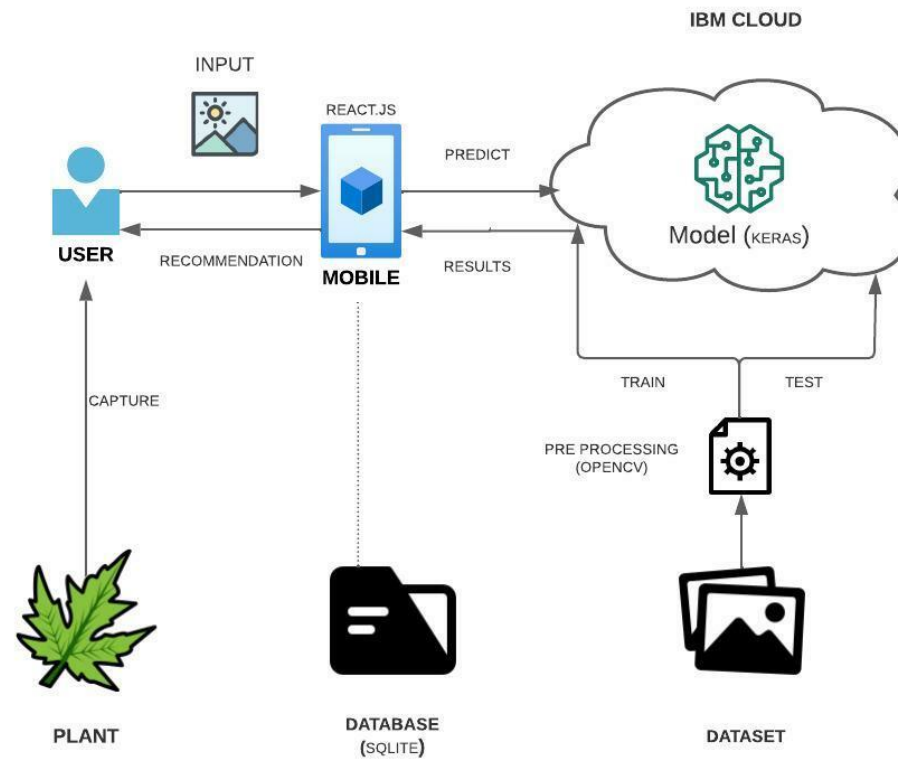 IBM CLOUD
INPUT
REACT.JS
PREDICT
Model (KERAS)
USER
RECOMMENDATION
MOBILE
RESULTS
TRAIN
TEST
CAPTURE
PRE PROCESSING
(OPENCV)
PLANT
DATABASE
(SQLITE)
DATASET